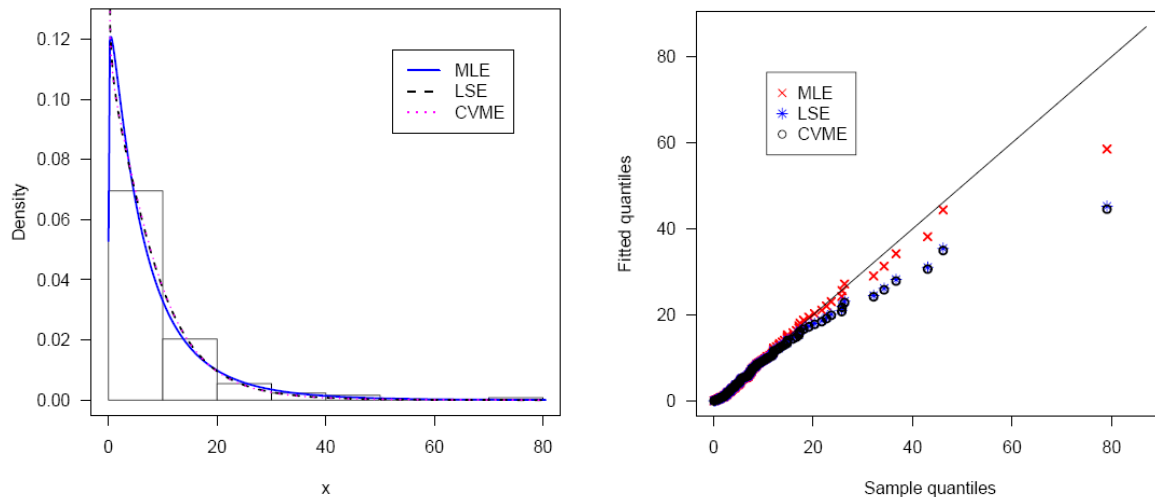 0.12
0.10
0.08
0.06
0.04
0.02
0.00
Density
0 20 40 60 80
x
MLE
LSE
CVME
80
60
40
20
0
Fitted quantiles
0 20 40 60 80
Sample quantiles
MLE
LSE
CVME